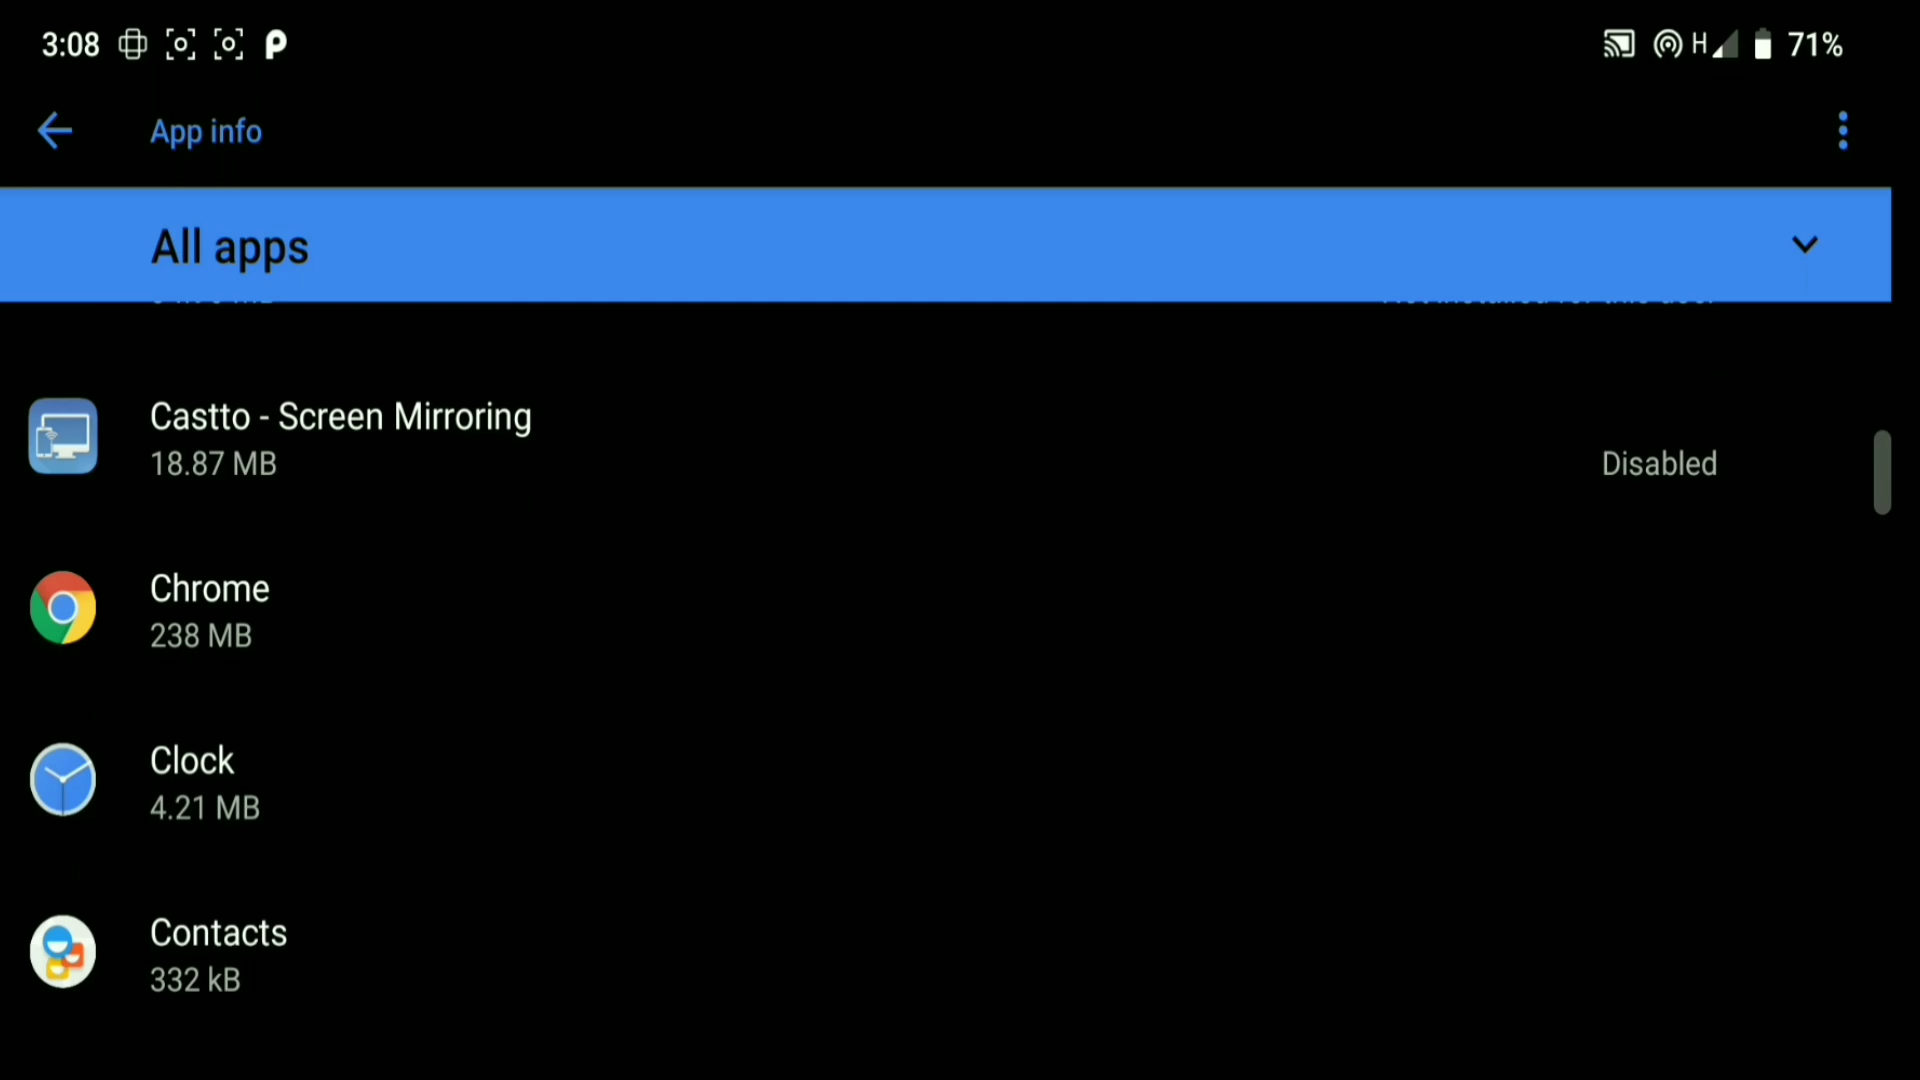 3:08 H 71%
App info
All apps
Castto - Screen Mirroring
18.87 MB Disabled
Chrome
238 MB
Clock
4.21 MB
Contacts
332 kB